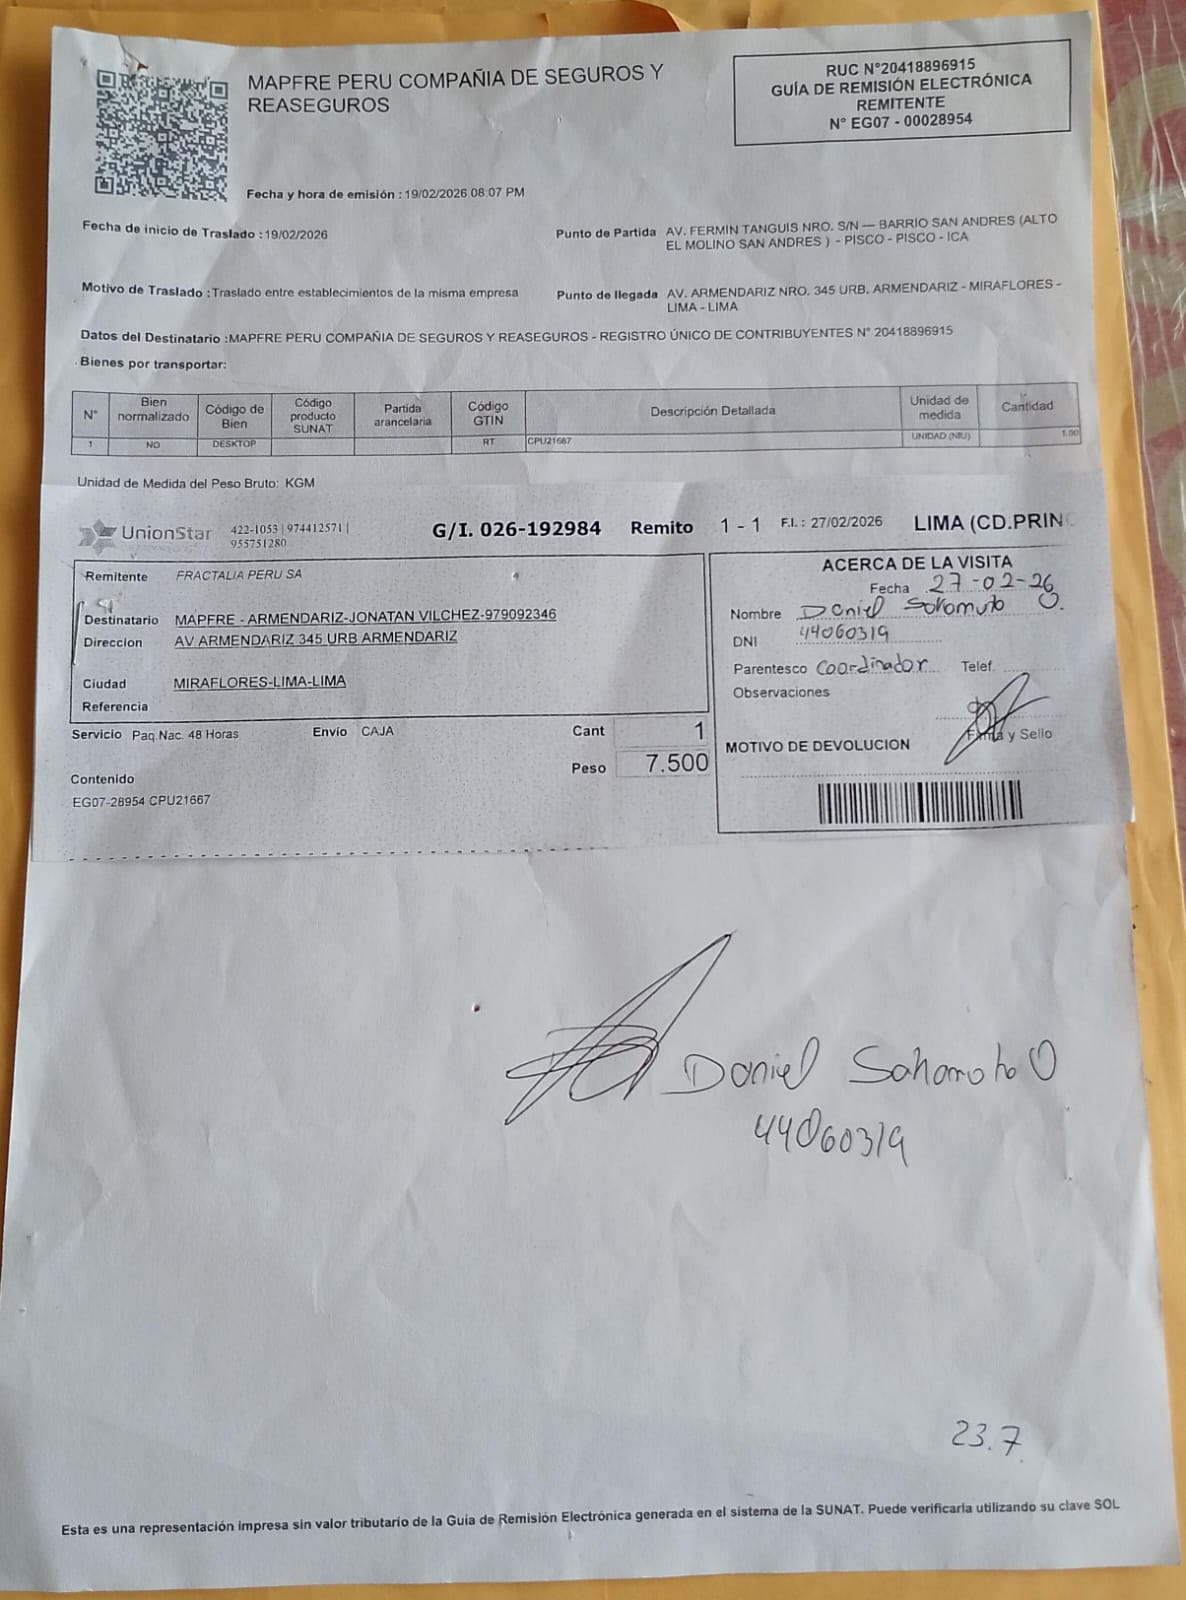 MAPFRE PERU COMPAÑIA DE SEGUROS Y
REASEGUROS
RUC N°20418896915
GUÍA DE REMISIÓN ELECTRÓNICA
REMITENTE
N° EG07 - 00028954
Fecha y hora de emisión : 19/02/2026 08:07 PM
Fecha de inicio de Traslado : 19/02/2026
Punto de Partida AV. FERMIN TANGUIS NRO. S/N — BARRIO SAN ANDRES (ALTO
EL MOLINO SAN ANDRES ) - PISCO - PISCO - ICA
Motivo de Traslado : Traslado entre establecimientos de la misma empresa
Punto de llegada AV. ARMENDARIZ NRO. 345 URB. ARMENDARIZ - MIRAFLORES -
LIMA - LIMA
Datos del Destinatario :MAPFRE PERU COMPAÑIA DE SEGUROS Y REASEGUROS - REGISTRO ÚNICO DE CONTRIBUYENTES N° 20418896915
Bienes por transportar:
N° Bien normalizado Código de Bien Código producto SUNAT Partida arancelaria Código GTIN Descripción Detallada Unidad de medida Cantidad
1 NO DESKTOP RT CPU21667 UNIDAD (NIU) 1.00
Unidad de Medida del Peso Bruto: KGM
UnionStar 422-1053 | 974412571 |
955751280
G/I. 026-192984 Remito 1 - 1 F.I. : 27/02/2026 LIMA (CD.PRIN
Remitente FRACTALIA PERU SA
Destinatario MAPFRE - ARMENDARIZ-JONATAN VILCHEZ-979092346
Direccion AV ARMENDARIZ 345 URB ARMENDARIZ
Ciudad MIRAFLORES-LIMA-LIMA
Referencia
Servicio Paq.Nac. 48 Horas Envío CAJA Cant 1
Peso 7.500
Contenido
EG07-28954 CPU21667
ACERCA DE LA VISITA
Fecha 27-02-26
Nombre Daniel Sakamoto O.
DNI 44060319
Parentesco Coordinador Telef.
Observaciones
Firma y Sello
MOTIVO DE DEVOLUCION
Daniel Sakamoto O
44060319
23.7
Esta es una representación impresa sin valor tributario de la Guía de Remisión Electrónica generada en el sistema de la SUNAT. Puede verificarla utilizando su clave SOL